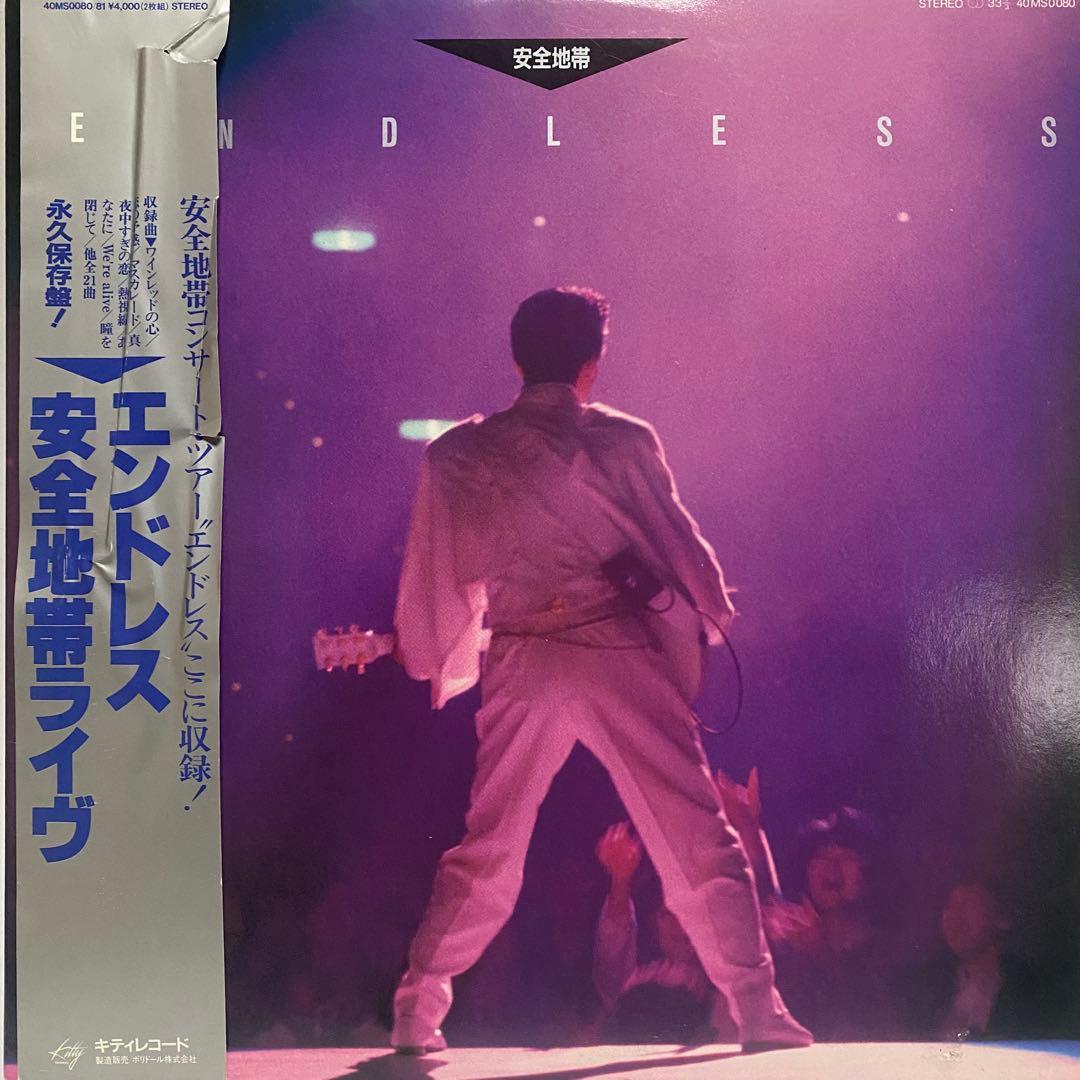 40MS0080/81 ¥4,000(2枚組) STEREO
STEREO 33⅓ 40MS0080
安全地帯
ENDLESS
安全地帯コンサート・ツアー“エンドレス”ここに収録!
収録曲▼ワインレッドの心/
恋の予感/マスカレード/真
夜中すぎの恋/熱視線/あ
なたに/We're alive/瞳を
閉じて/他全21曲
永久保存盤!
エンドレス
安全地帯ライヴ
Kitty
キティレコード
製造販売 ポリドール株式会社